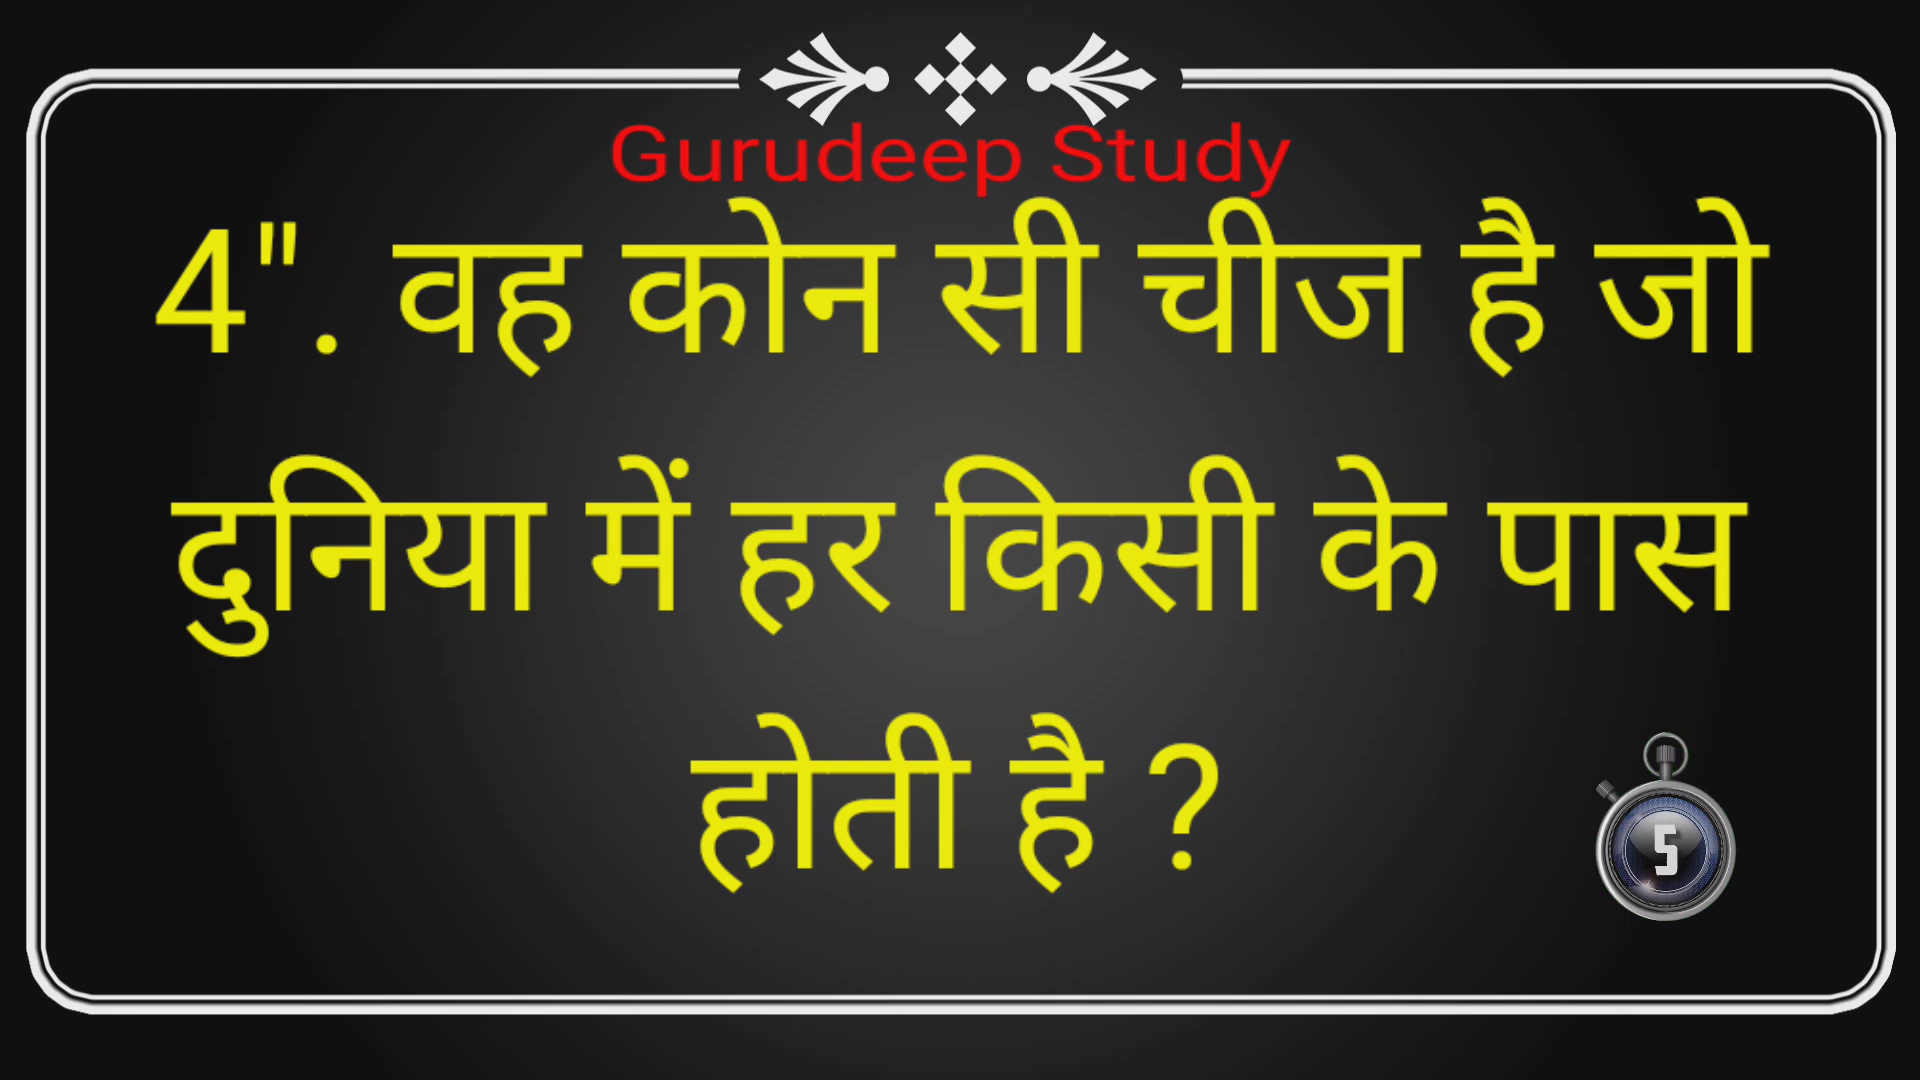 Gurudeep Study
4". वह कोन सी चीज है जो
दुनिया में हर किसी के पास
होती है ?
5